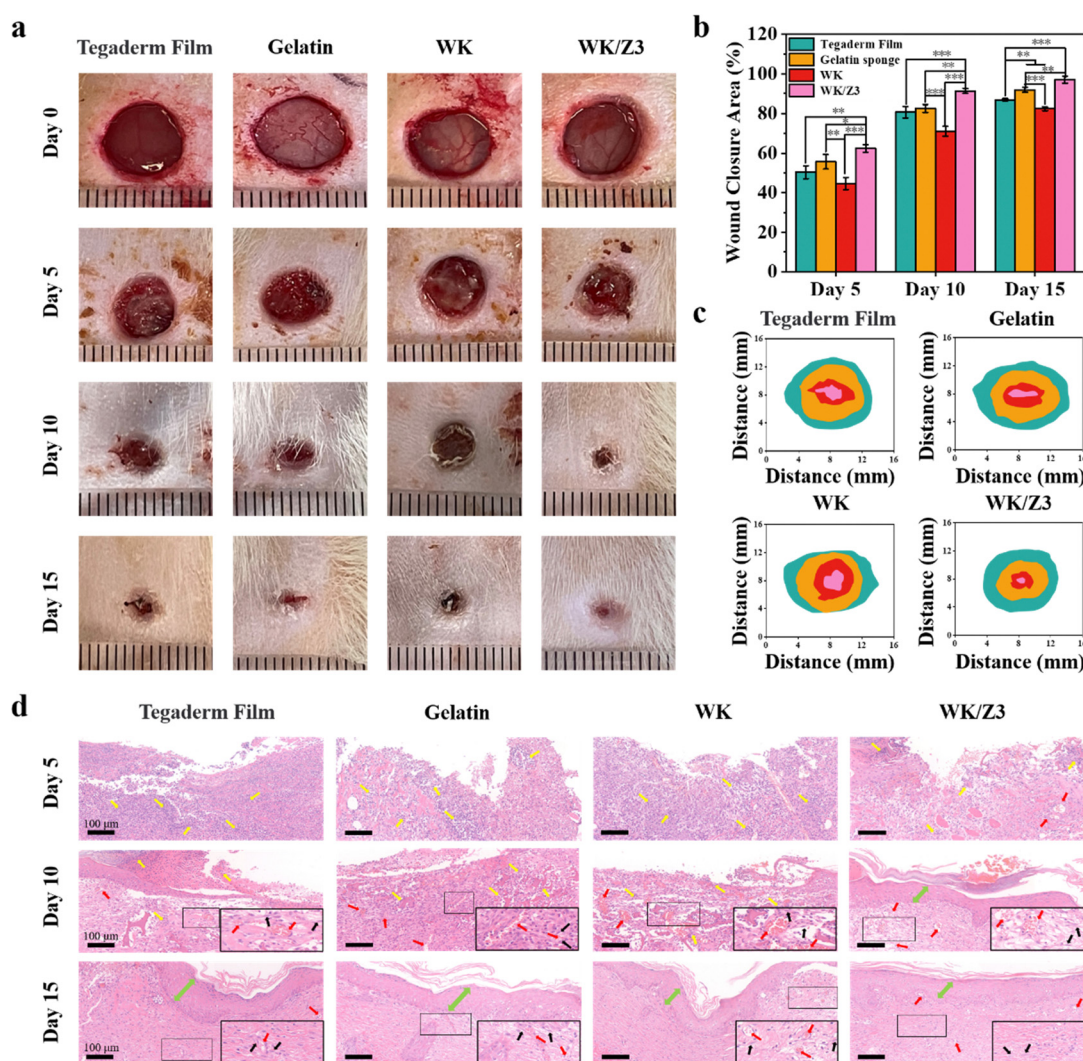 a
Tegaderm Film
Gelatin
WK
WK/Z3
Day 0
Day 5
Day 10
Day 15
b
Wound Closure Area (%)
120
100
80
60
40
20
0
Tegaderm Film
Gelatin sponge
WK
WK/Z3
**
*
**
***
***
**
***
***
***
**
**
***
Day 5
Day 10
Day 15
c
Tegaderm Film
Gelatin
Distance (mm)
16
12
8
4
0
0 4 8 12 16
Distance (mm)
Distance (mm)
16
12
8
4
0
0 4 8 12 16
Distance (mm)
WK
WK/Z3
Distance (mm)
16
12
8
4
0
0 4 8 12 16
Distance (mm)
Distance (mm)
16
12
8
4
0
0 4 8 12 16
Distance (mm)
d
Tegaderm Film
Gelatin
WK
WK/Z3
Day 5
100 μm
Day 10
100 μm
Day 15
100 μm